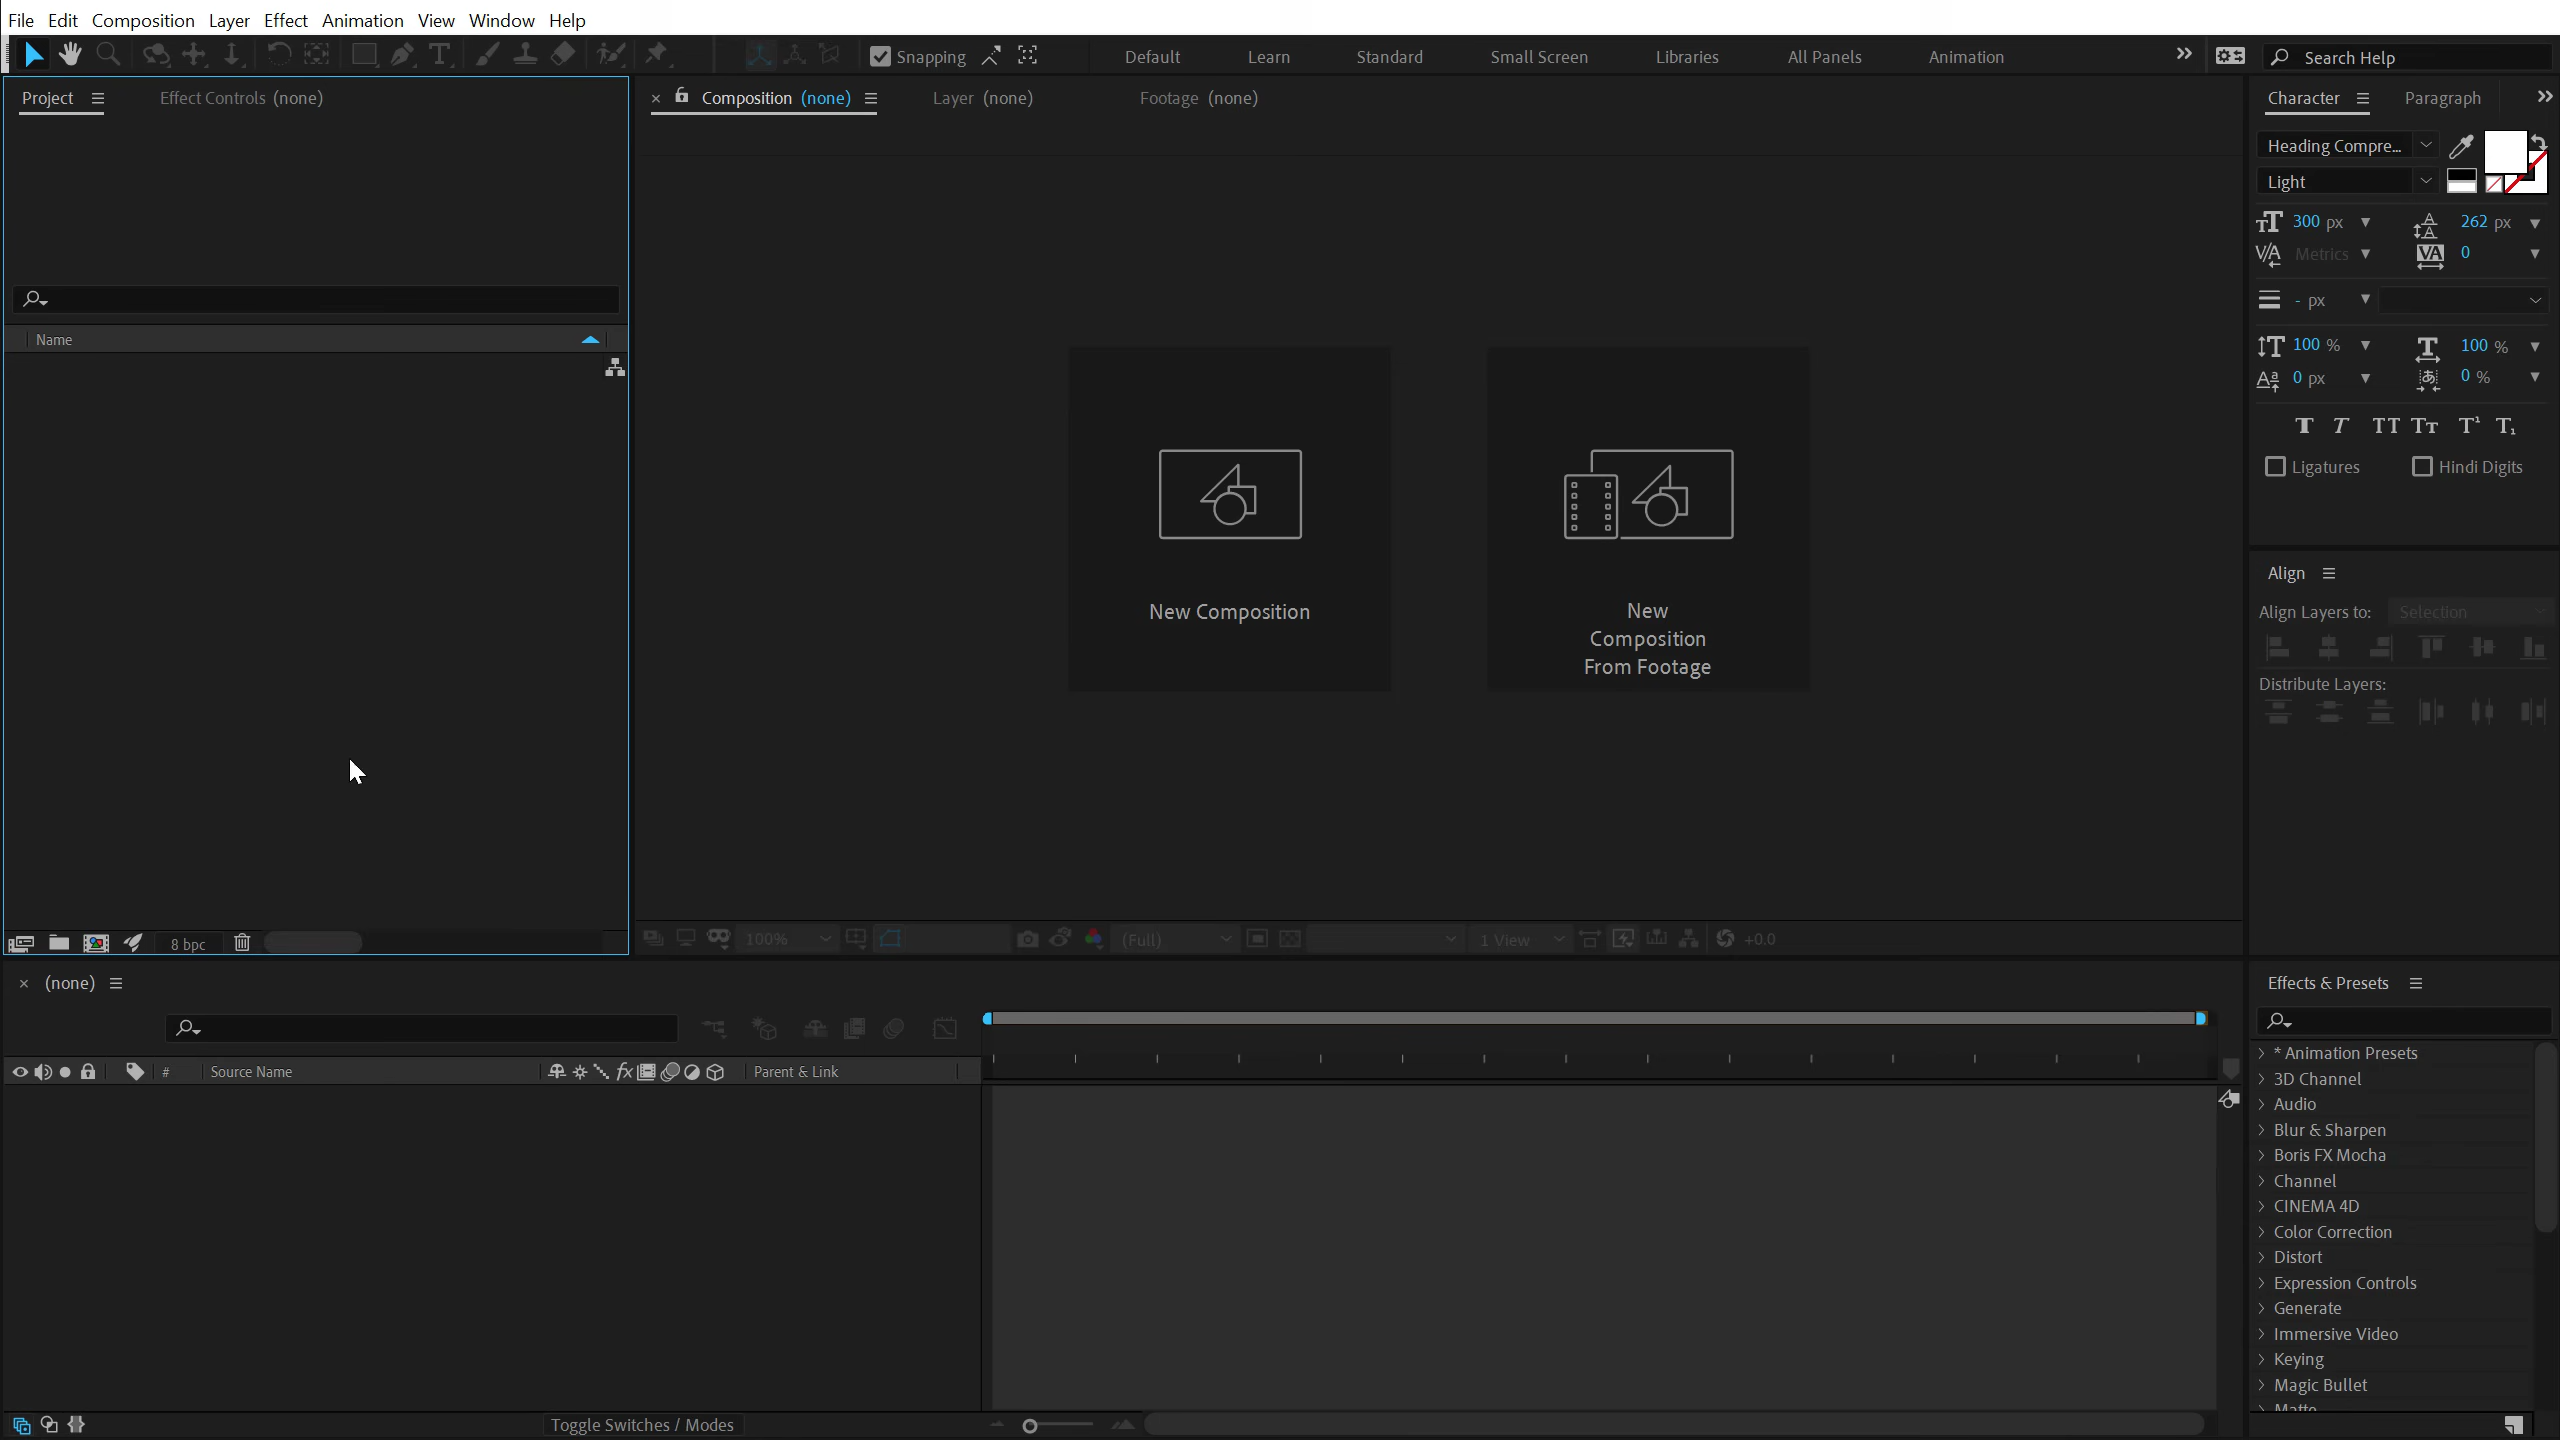 File Edit Composition Layer Effect Animation View Window Help
Snapping Default Learn Standard Small Screen Libraries All Panels Animation Search Help
Project Effect Controls (none)
Composition (none) Layer (none) Footage (none)
Character Paragraph
Heading Compre...
Light
300 px 262 px
Metrics 0
- px
100 % 100 %
0 px 0 %
Ligatures Hindi Digits
Name
New Composition
New
Composition
From Footage
Align
Align Layers to: Selection
Distribute Layers:
8 bpc
100% (Full) 1 View +0.0
(none)
# Source Name Parent & Link
Toggle Switches / Modes
Effects & Presets
* Animation Presets
3D Channel
Audio
Blur & Sharpen
Boris FX Mocha
Channel
CINEMA 4D
Color Correction
Distort
Expression Controls
Generate
Immersive Video
Keying
Magic Bullet
Matte